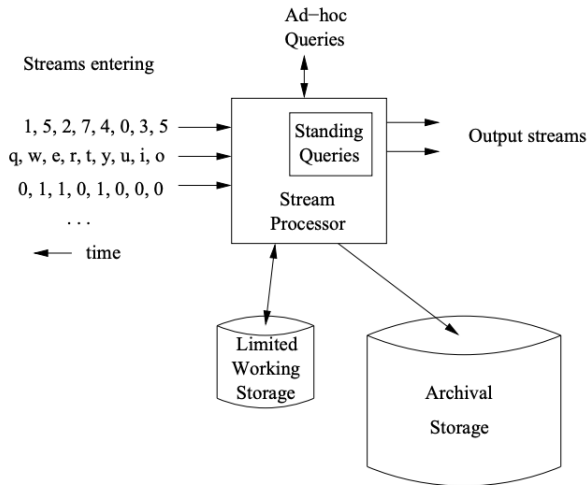 Ad-hoc
Queries
Streams entering
1, 5, 2, 7, 4, 0, 3, 5
q, w, e, r, t, y, u, i, o
0, 1, 1, 0, 1, 0, 0, 0
. . .
time
Standing
Queries
Stream
Processor
Output streams
Limited
Working
Storage
Archival
Storage